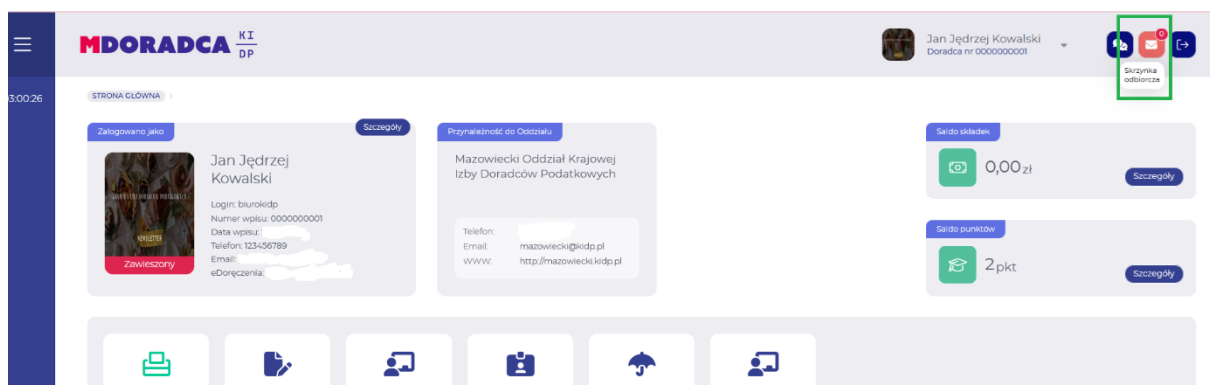 MDORADCA KI DP
Jan Jędrzej Kowalski
Doradca nr 0000000001
0
Skrzynka
odbiorcza
3:00:26
STRONA GŁÓWNA >
Zalogowano jako
Szczegóły
Jan Jędrzej
Kowalski
Login: biurokidp
Numer wpisu: 0000000001
Data wpisu:
Telefon: 123456789
Email:
eDoręczenia:
NEWSLETTER
Zawieszony
Przynależność do Oddziału
Mazowiecki Oddział Krajowej
Izby Doradców Podatkowych
Telefon:
Email: mazowiecki@kidp.pl
WWW: http://mazowiecki.kidp.pl
Saldo składek
0,00 zł
Szczegóły
Saldo punktów
2 pkt
Szczegóły